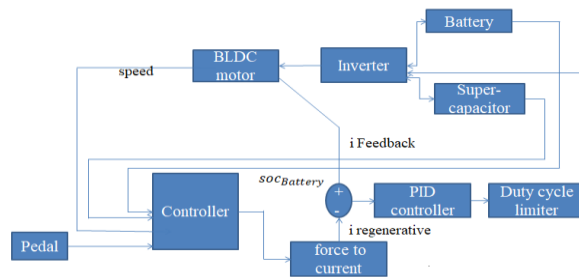 Battery
BLDC
motor
Inverter
speed
Super-
capacitor
i Feedback
SOC_Battery
+
-
PID
controller
Duty cycle
limiter
Controller
i regenerative
Pedal
force to
current